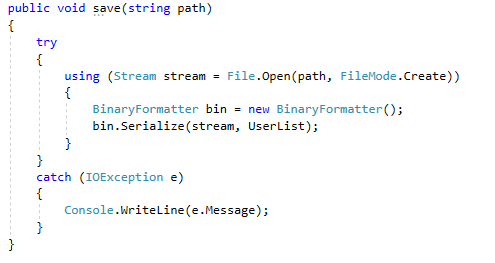 public void save(string path)
{
    try
    {
        using (Stream stream = File.Open(path, FileMode.Create))
        {
            BinaryFormatter bin = new BinaryFormatter();
            bin.Serialize(stream, UserList);
        }
    }
    catch (IOException e)
    {
        Console.WriteLine(e.Message);
    }
}